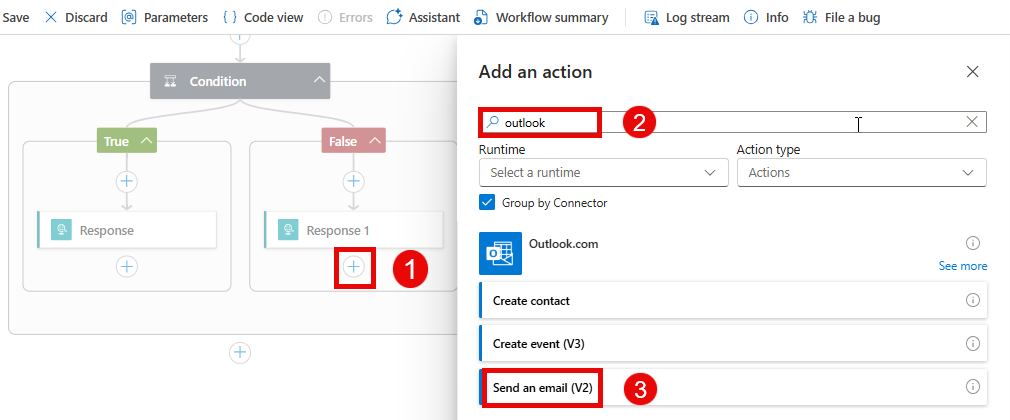 Save Discard Parameters Code view Errors Assistant Workflow summary Log stream Info File a bug
Condition
True
False
Response
Response 1
1
Add an action
outlook
2
Runtime
Action type
Select a runtime
Actions
Group by Connector
Outlook.com
See more
Create contact
Create event (V3)
Send an email (V2)
3